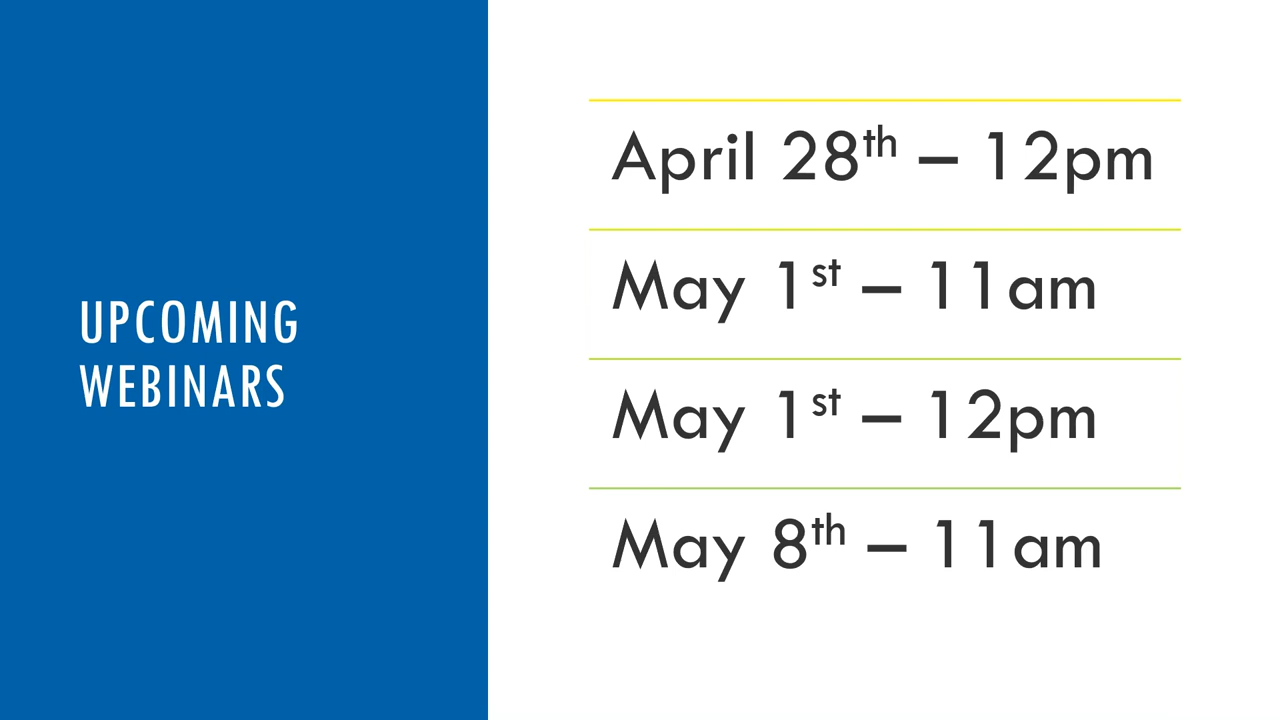 UPCOMING
WEBINARS
April 28th – 12pm
May 1st – 11am
May 1st – 12pm
May 8th – 11am